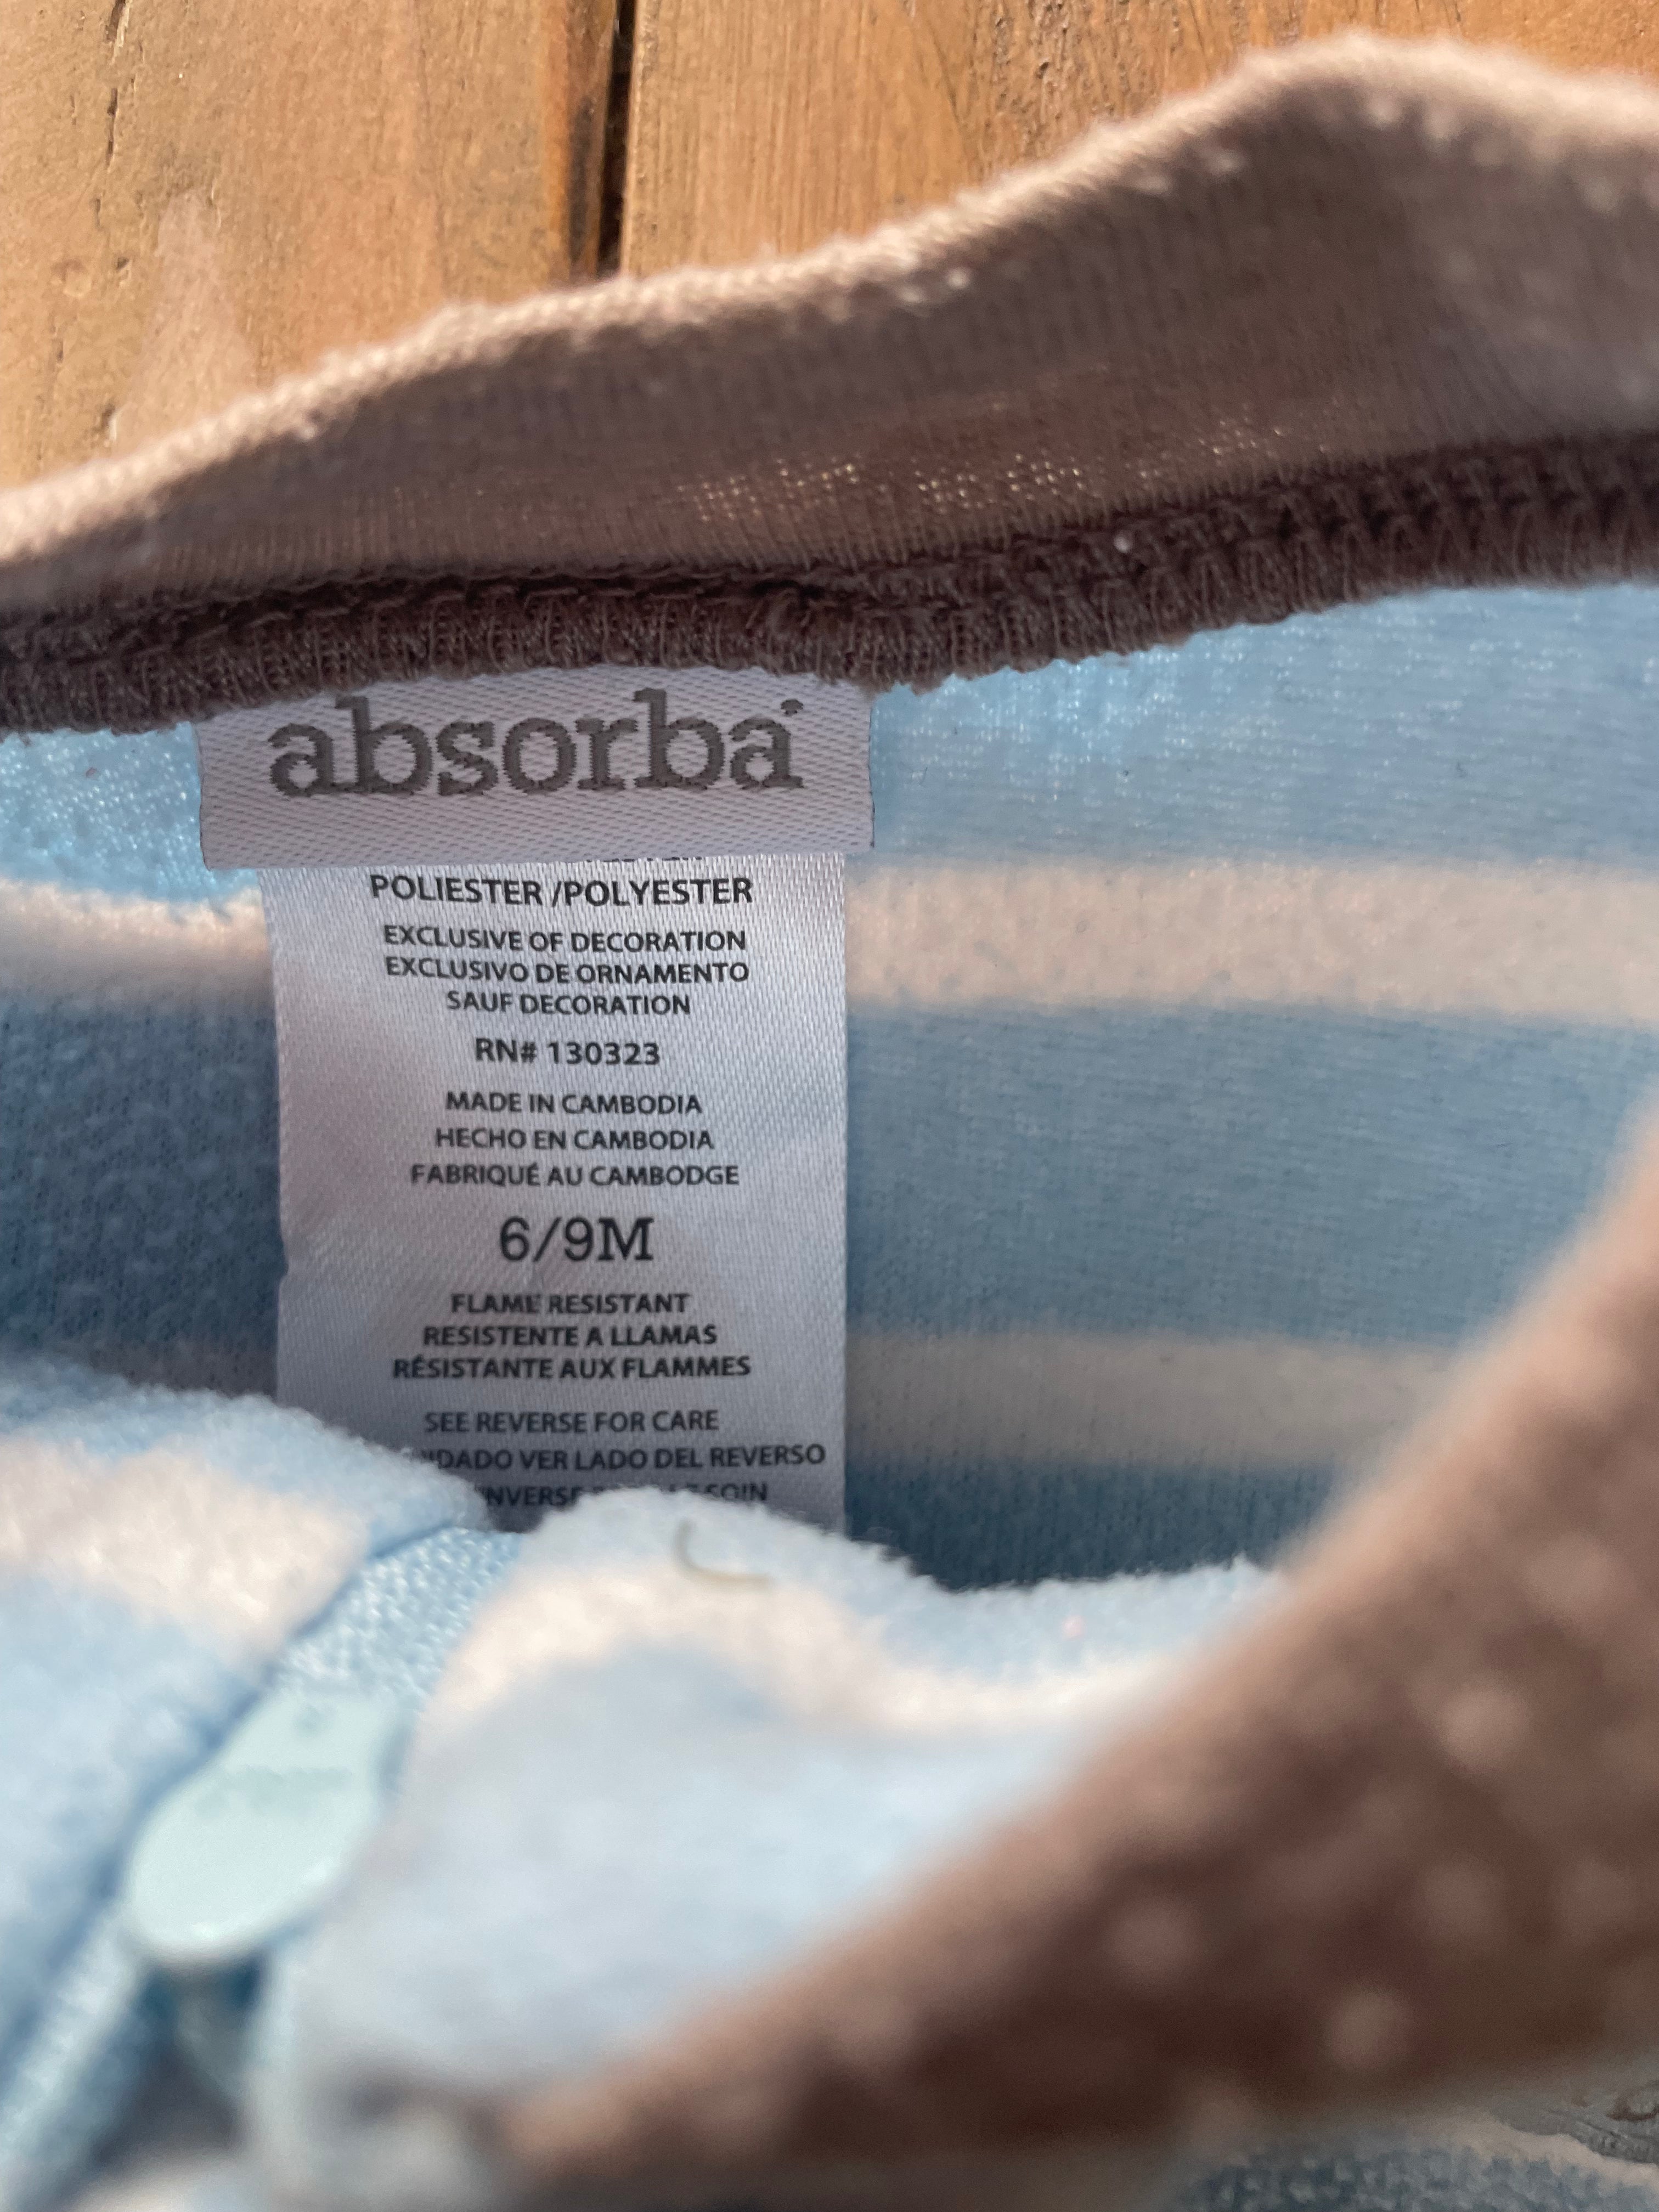 absorba
POLIESTER /POLYESTER
EXCLUSIVE OF DECORATION
EXCLUSIVO DE ORNAMENTO
SAUF DECORATION
RN# 130323
MADE IN CAMBODIA
HECHO EN CAMBODIA
FABRIQUÉ AU CAMBODGE
6/9M
FLAME RESISTANT
RESISTENTE A LLAMAS
RÉSISTANTE AUX FLAMMES
SEE REVERSE FOR CARE
VER LADO DEL REVERSO
SOIN